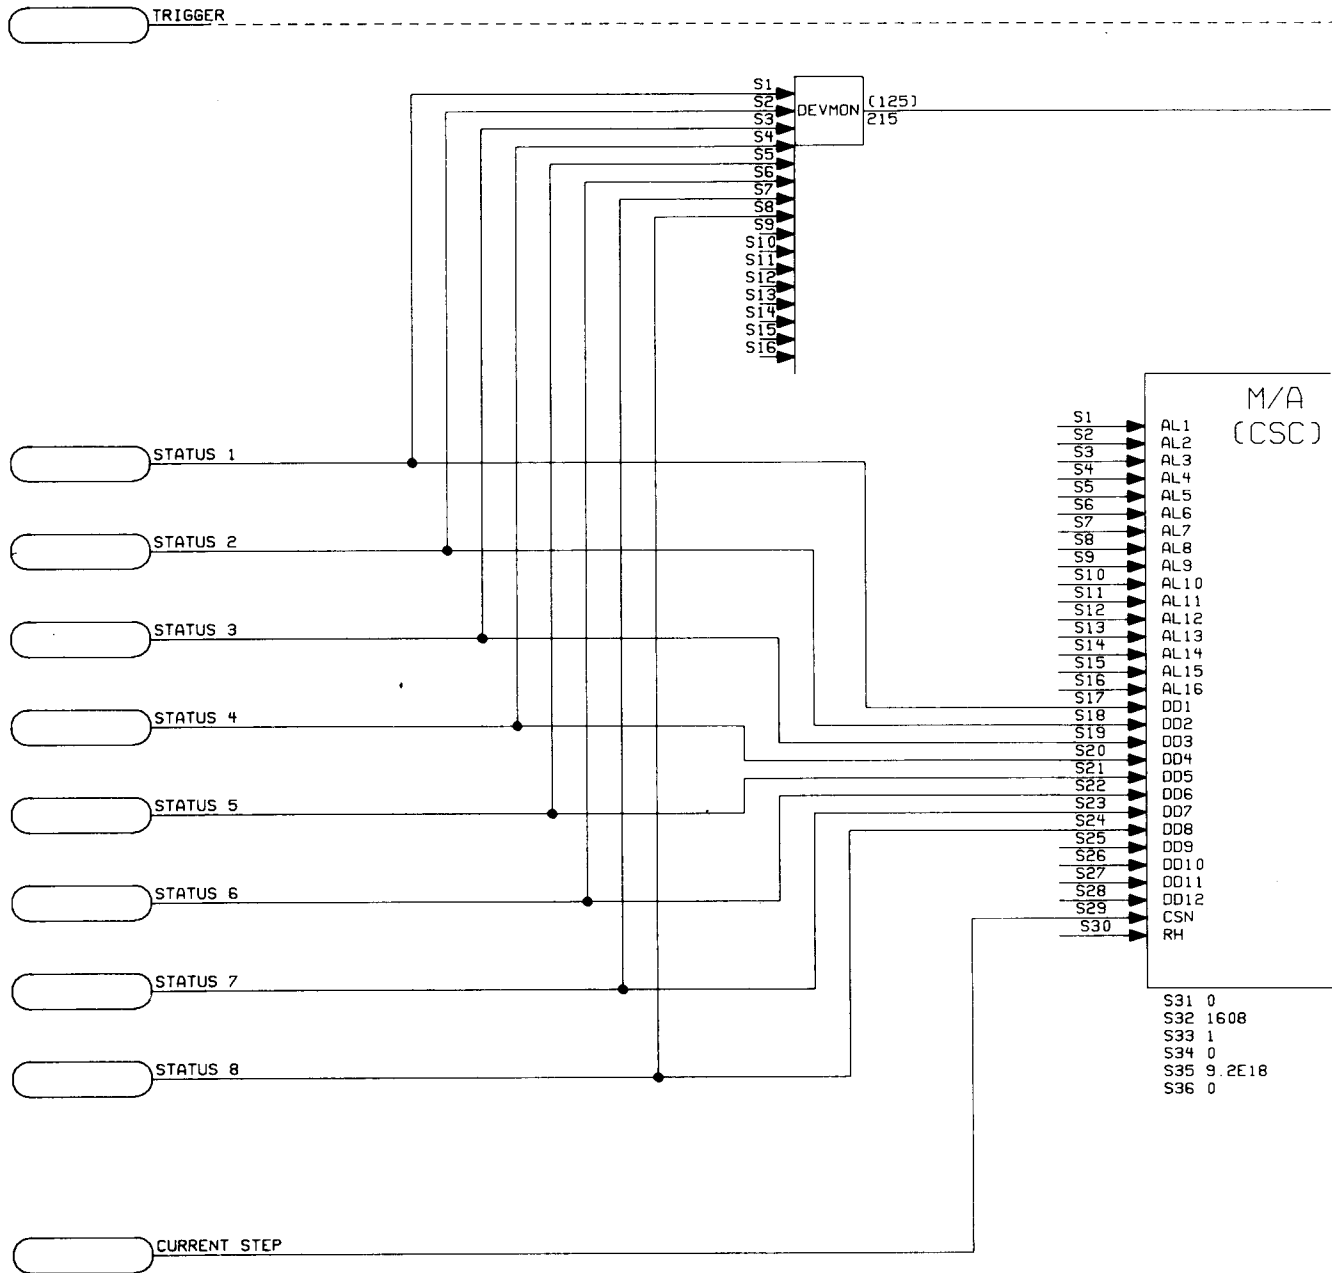 TRIGGER
S1
S2
S3
S4
S5
S6
S7
S8
S9
S10
S11
S12
S13
S14
S15
S16
DEVMON
(125)
215
M/A
(CSC)
S1 AL1
S2 AL2
S3 AL3
S4 AL4
S5 AL5
S6 AL6
S7 AL7
S8 AL8
S9 AL9
S10 AL10
S11 AL11
S12 AL12
S13 AL13
S14 AL14
S15 AL15
S16 AL16
S17 DD1
S18 DD2
S19 DD3
S20 DD4
S21 DD5
S22 DD6
S23 DD7
S24 DD8
S25 DD9
S26 DD10
S27 DD11
S28 DD12
S29 CSN
S30 RH
S31 0
S32 1608
S33 1
S34 0
S35 9.2E18
S36 0
STATUS 1
STATUS 2
STATUS 3
STATUS 4
STATUS 5
STATUS 6
STATUS 7
STATUS 8
CURRENT STEP